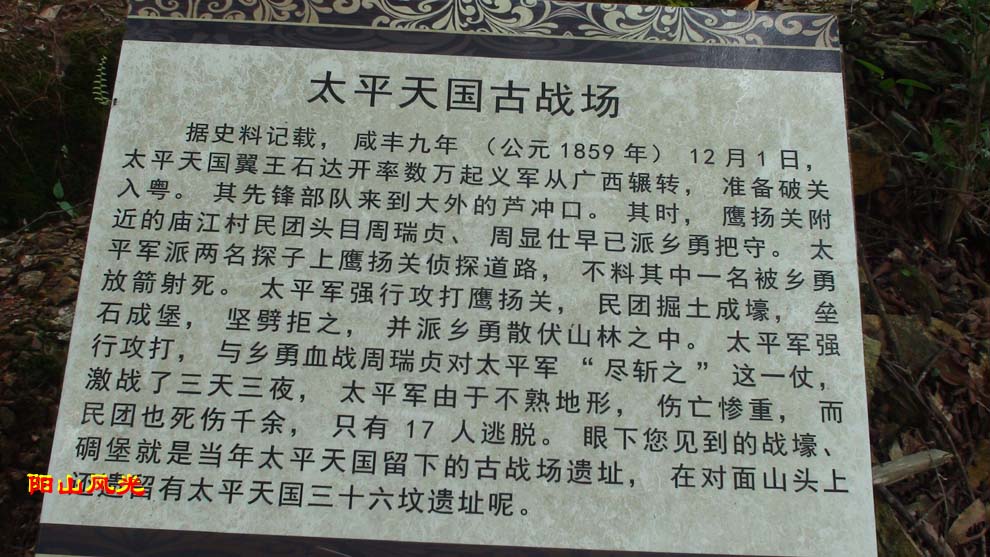 太平天国古战场
据史料记载，咸丰九年（公元1859年）12月1日，
太平天国翼王石达开率数万起义军从广西辗转，准备破关
入粤。其先锋部队来到大外的芦冲口。其时，鹰扬关附
近的庙江村民团头目周瑞贞、周显仕早已派乡勇把守。太
平军派两名探子上鹰扬关侦探道路，不料其中一名被乡勇
放箭射死。太平军强行攻打鹰扬关，民团掘土成壕，垒
石成堡，坚劈拒之，并派乡勇散伏山林之中。太平军强
行攻打，与乡勇血战周瑞贞对太平军“尽斩之”这一仗，
激战了三天三夜，太平军由于不熟地形，伤亡惨重，而
民团也死伤千余，只有17人逃脱。眼下您见到的战壕、
碉堡就是当年太平天国留下的古战场遗址，在对面山头上
留有太平天国三十六坟遗址呢。
阳山风光